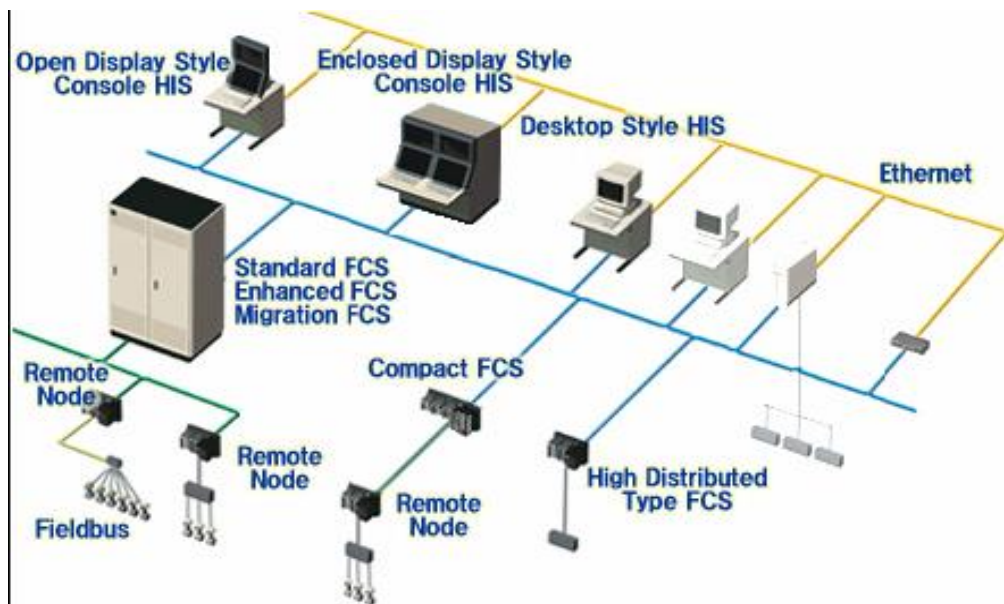 Open Display Style
Console HIS
Enclosed Display Style
Console HIS
Desktop Style HIS
Ethernet
Standard FCS
Enhanced FCS
Migration FCS
Compact FCS
Remote
Node
Remote
Node
Remote
Node
High Distributed
Type FCS
Fieldbus